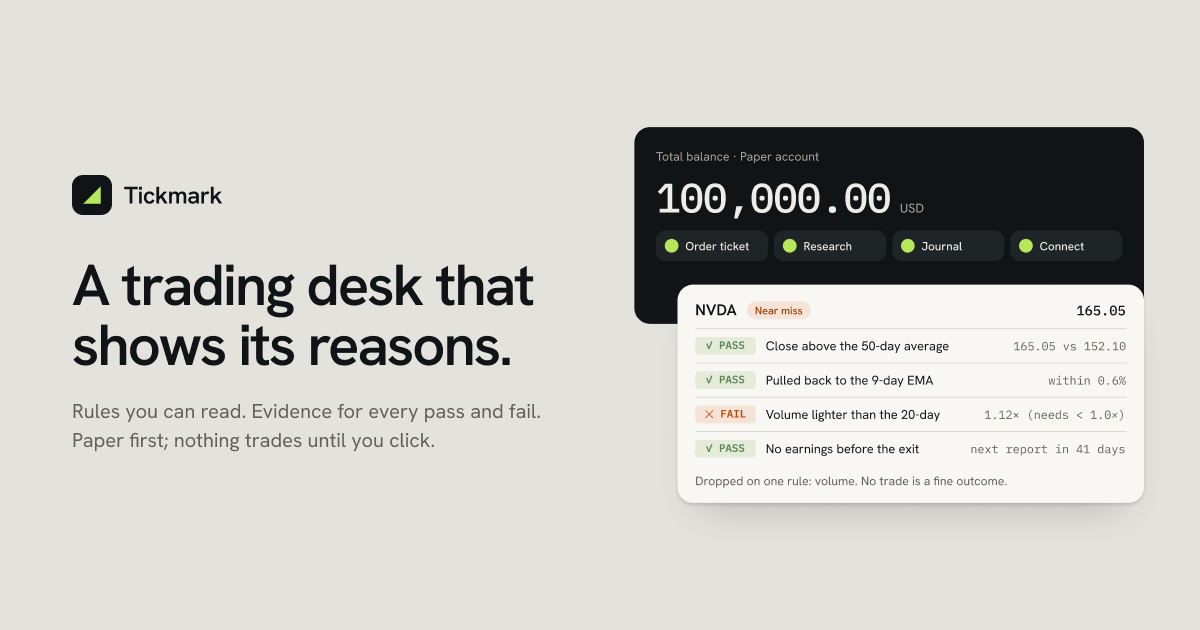 Tickmark
A trading desk that
shows its reasons.
Rules you can read. Evidence for every pass and fail.
Paper first; nothing trades until you click.
Total balance · Paper account
100,000.00 USD
Order ticket Research Journal Connect
NVDA Near miss 165.05
✓ PASS Close above the 50-day average 165.05 vs 152.10
✓ PASS Pulled back to the 9-day EMA within 0.6%
✕ FAIL Volume lighter than the 20-day 1.12× (needs < 1.0×)
✓ PASS No earnings before the exit next report in 41 days
Dropped on one rule: volume. No trade is a fine outcome.